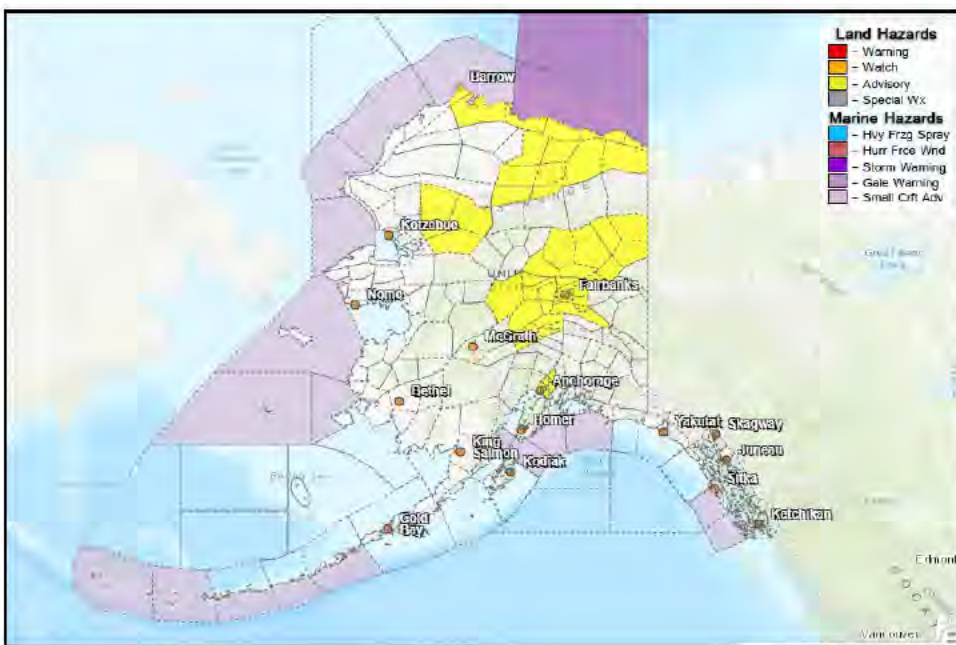 Land Hazards
– Warning
– Watch
– Advisory
– Special Wx
Marine Hazards
– Hvy Frzg Spray
– Hurr Frce Wnd
– Storm Warning
– Gale Warning
– Small Crft Adv
Barrow
Kotzebue
Nome
Fairbanks
McGrath
Bethel
Anchorage
Homer
Yakutat
Skagway
King
Salmon
Kodiak
Juneau
Sitka
Cold
Bay
Ketchikan
Edmont
Vancouver